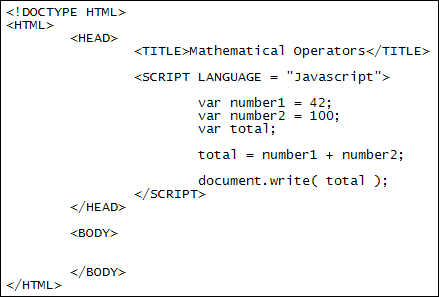 <!DOCTYPE HTML>
<HTML>
<HEAD>
<TITLE>Mathematical Operators</TITLE>
<SCRIPT LANGUAGE = "Javascript">
var number1 = 42;
var number2 = 100;
var total;
total = number1 + number2;
document.write( total );
</SCRIPT>
</HEAD>
<BODY>
</BODY>
</HTML>